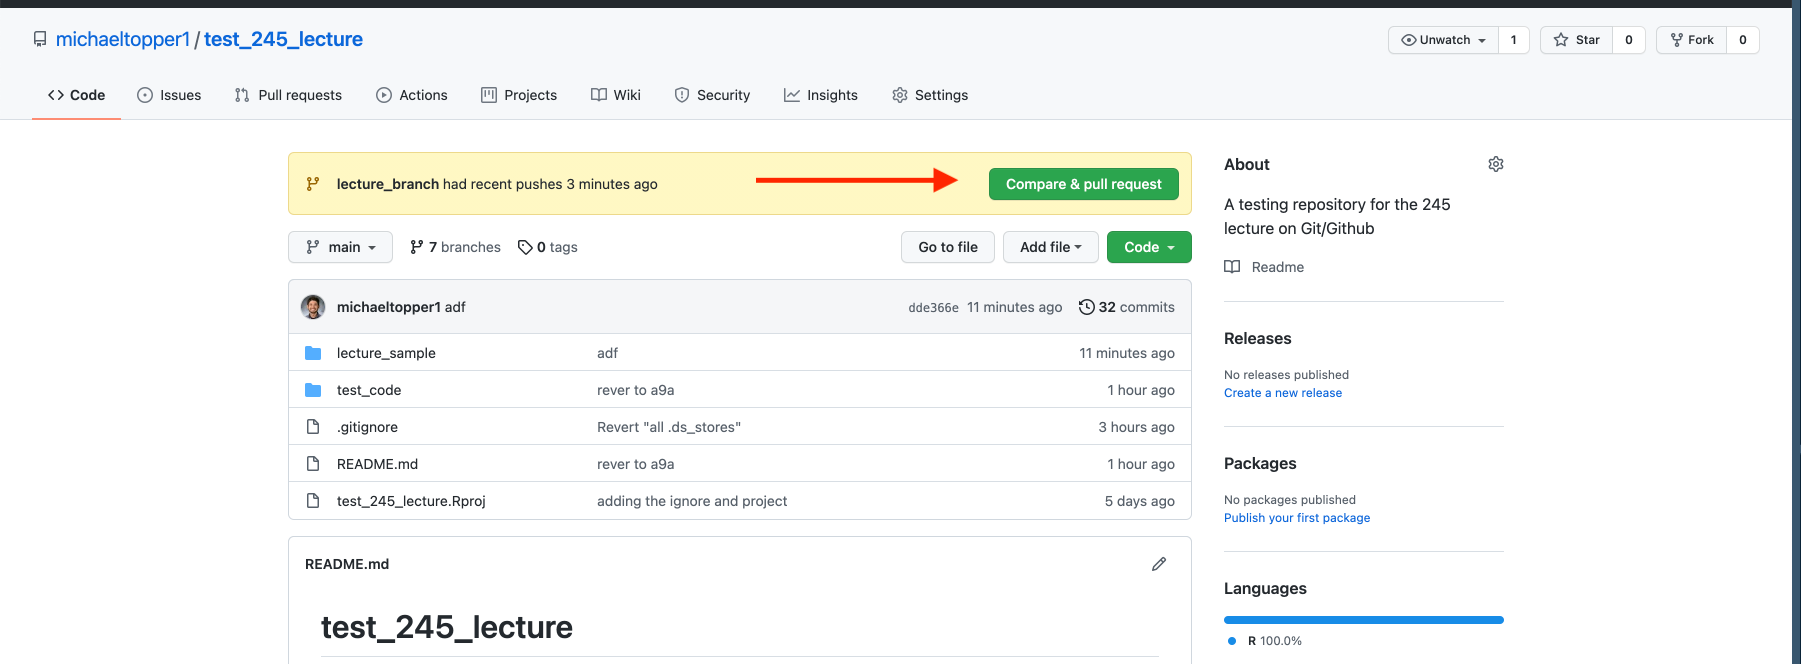 michaeltopper1 / test_245_lecture
Unwatch 1 Star 0 Fork 0
Code Issues Pull requests Actions Projects Wiki Security Insights Settings
lecture_branch had recent pushes 3 minutes ago Compare & pull request
main 7 branches 0 tags Go to file Add file Code
michaeltopper1 adf dde366e 11 minutes ago 32 commits
lecture_sample adf 11 minutes ago
test_code rever to a9a 1 hour ago
.gitignore Revert "all .ds_stores" 3 hours ago
README.md rever to a9a 1 hour ago
test_245_lecture.Rproj adding the ignore and project 5 days ago
README.md
test_245_lecture
About
A testing repository for the 245
lecture on Git/Github
Readme
Releases
No releases published
Create a new release
Packages
No packages published
Publish your first package
Languages
R 100.0%